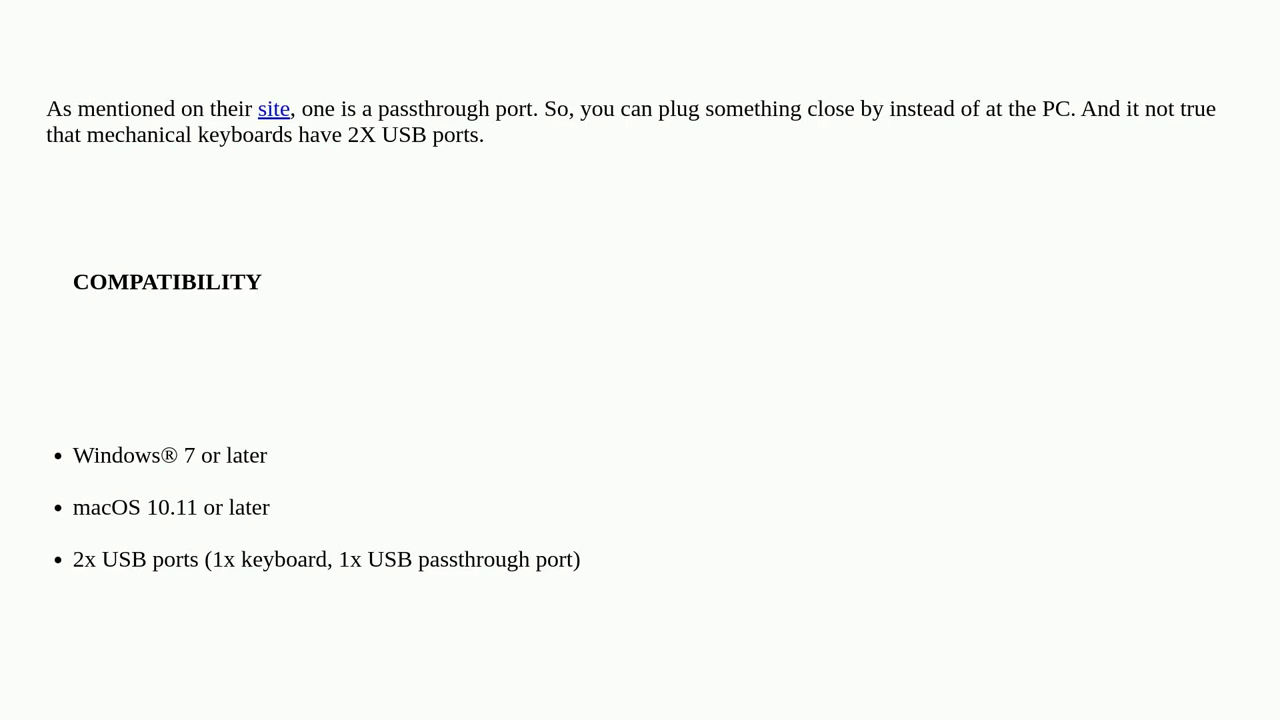 As mentioned on their site, one is a passthrough port. So, you can plug something close by instead of at the PC. And it not true
that mechanical keyboards have 2X USB ports.
COMPATIBILITY
• Windows® 7 or later
• macOS 10.11 or later
• 2x USB ports (1x keyboard, 1x USB passthrough port)